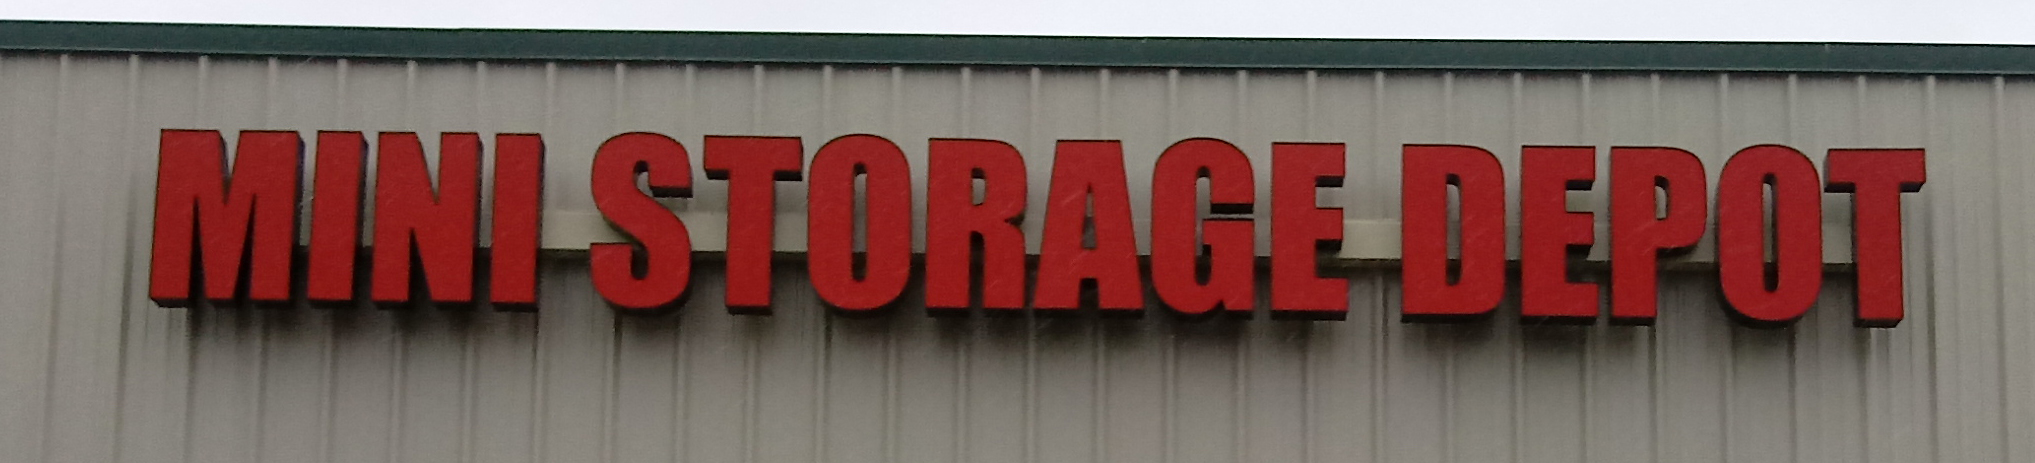 MINI STORAGE DEPOT